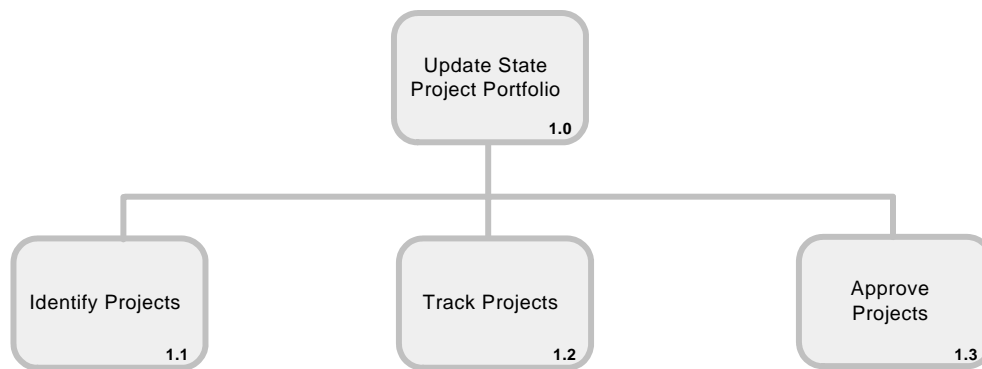 Update State
Project Portfolio
1.0
Identify Projects
1.1
Track Projects
1.2
Approve
Projects
1.3